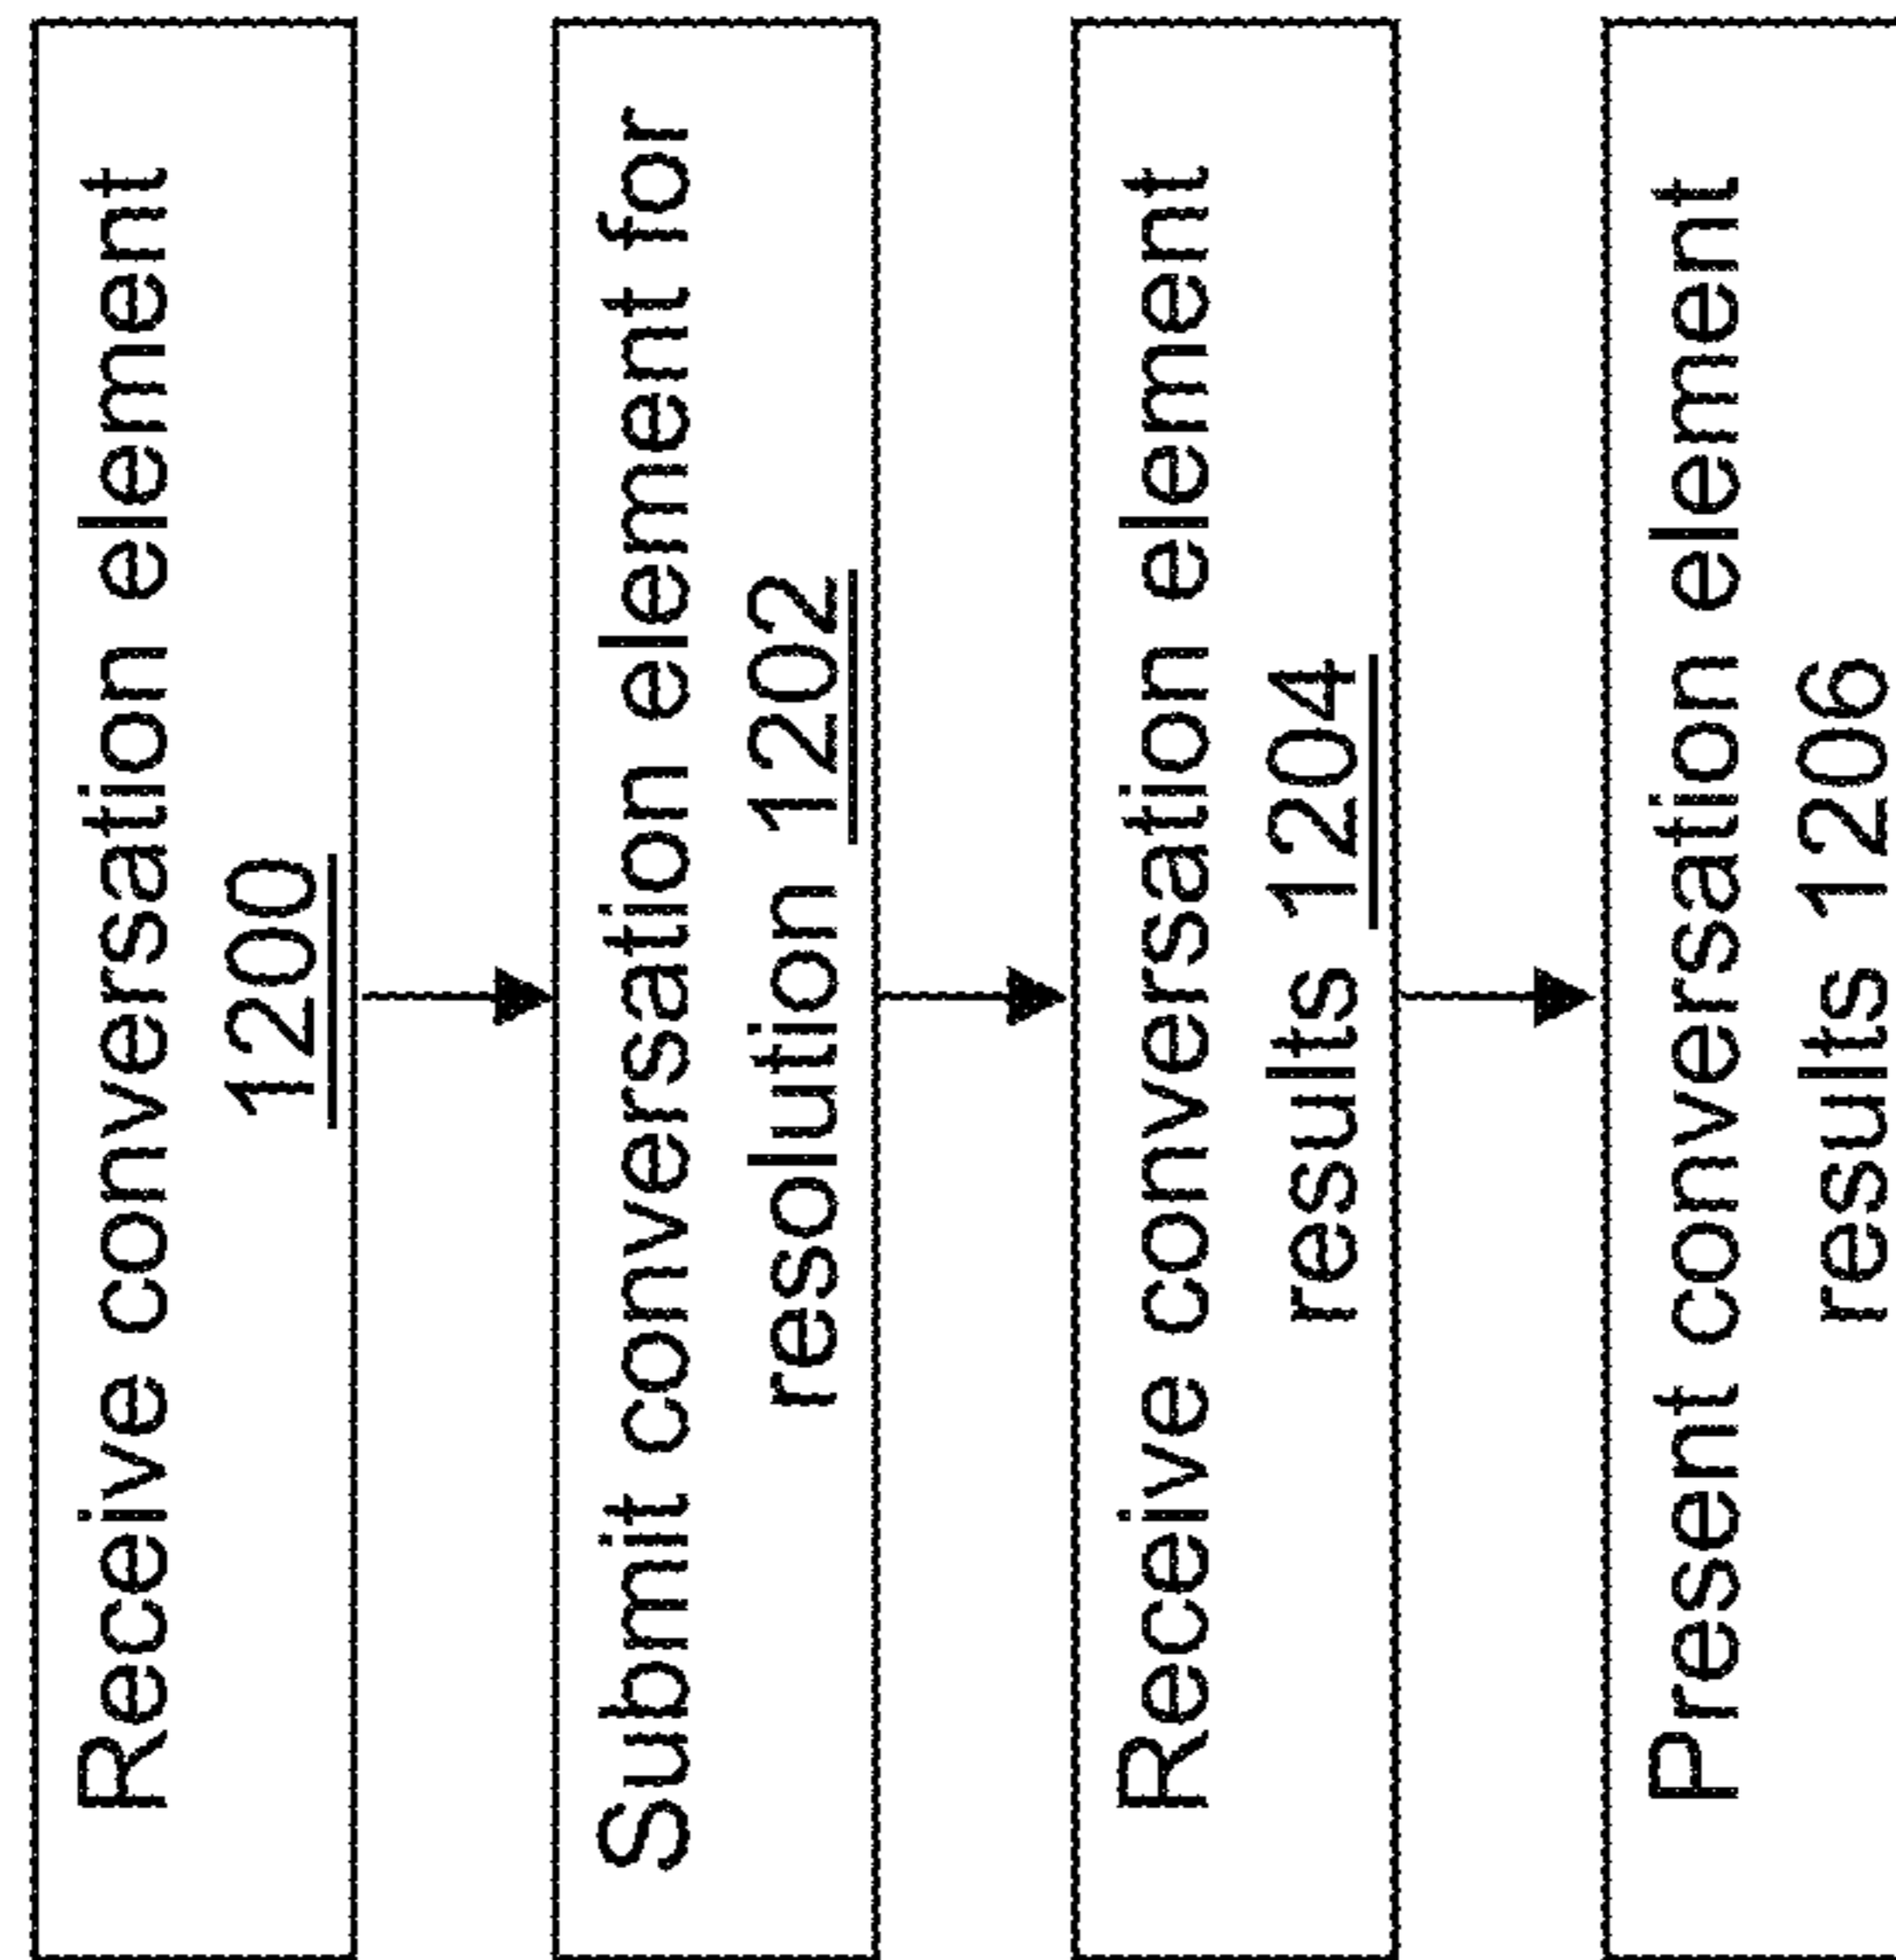 Receive conversation element
1200
Submit conversation element for
resolution 1202
Receive conversation element
results 1204
Present conversation element
results 1206